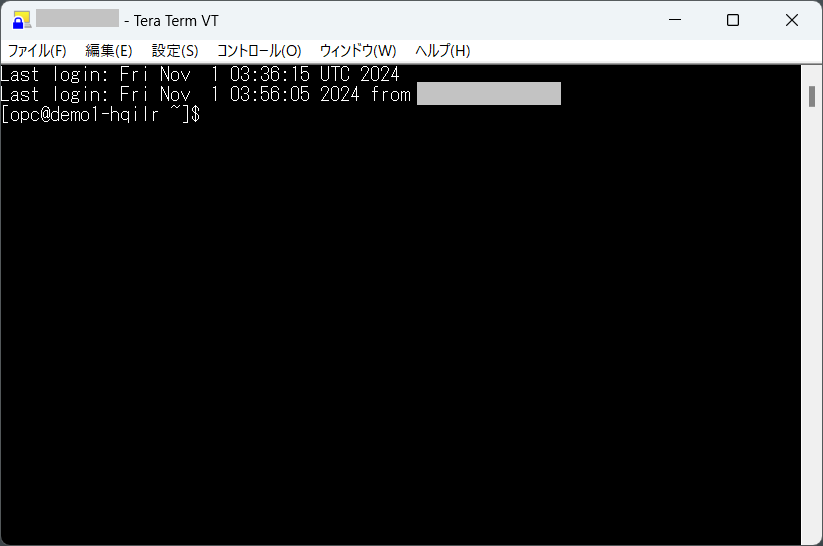 - Tera Term VT
ファイル(F) 編集(E) 設定(S) コントロール(O) ウィンドウ(W) ヘルプ(H)
Last login: Fri Nov  1 03:36:15 UTC 2024
Last login: Fri Nov  1 03:56:05 2024 from
[opc@demo1-hqilr ~]$